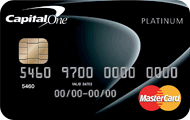 Capital One
PLATINUM
5460 9700 0000 0000
5460
VALID DATES
00/00-00/00
MasterCard